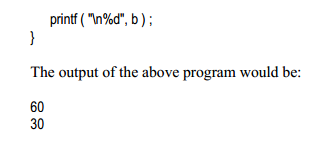 printf ( "\n%d", b ) ;
}
The output of the above program would be:
60
30